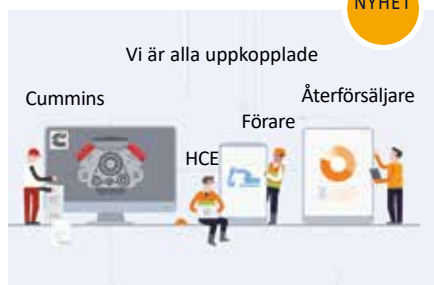 NYHET
Vi är alla uppkopplade
Cummins
Återförsäljare
Förare
HCE